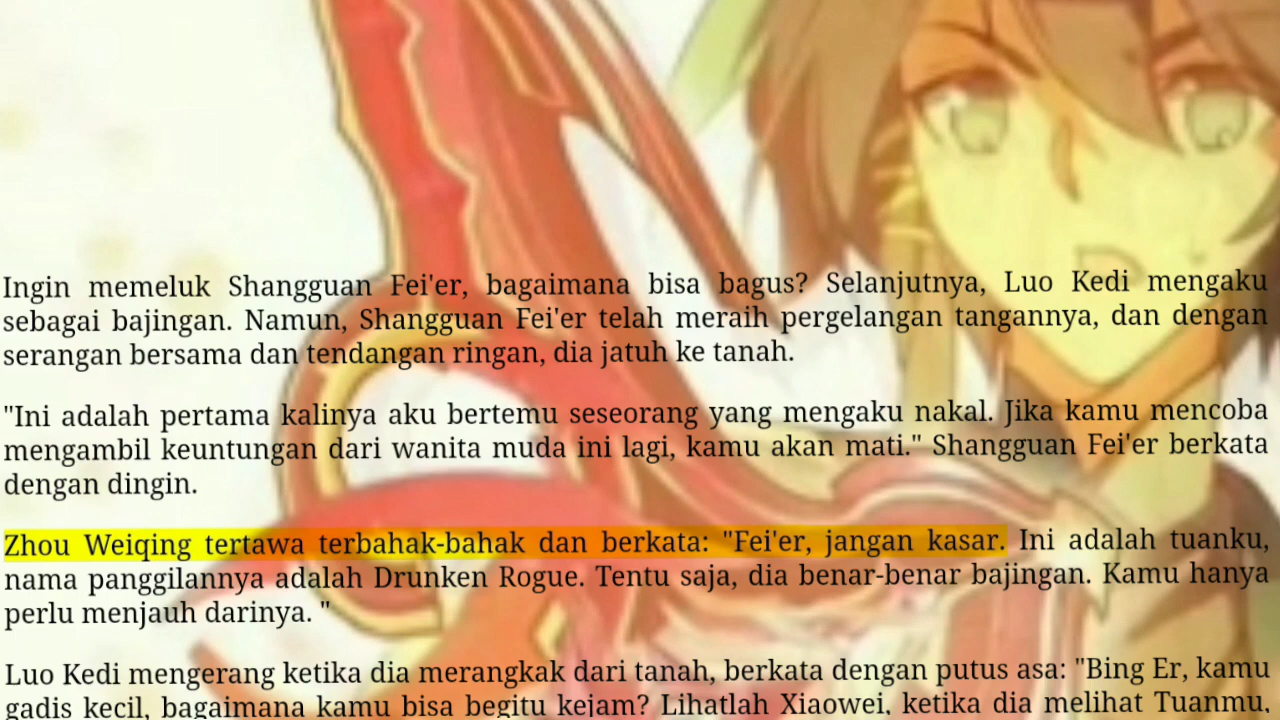 Ingin memeluk Shangguan Fei'er, bagaimana bisa bagus? Selanjutnya, Luo Kedi mengaku
sebagai bajingan. Namun, Shangguan Fei'er telah meraih pergelangan tangannya, dan dengan
serangan bersama dan tendangan ringan, dia jatuh ke tanah.
"Ini adalah pertama kalinya aku bertemu seseorang yang mengaku nakal. Jika kamu mencoba
mengambil keuntungan dari wanita muda ini lagi, kamu akan mati." Shangguan Fei'er berkata
dengan dingin.
Zhou Weiqing tertawa terbahak-bahak dan berkata: "Fei'er, jangan kasar. Ini adalah tuanku,
nama panggilannya adalah Drunken Rogue. Tentu saja, dia benar-benar bajingan. Kamu hanya
perlu menjauh darinya. "
Luo Kedi mengerang ketika dia merangkak dari tanah, berkata dengan putus asa: "Bing Er, kamu
gadis kecil, bagaimana kamu bisa begitu kejam? Lihatlah Xiaowei, ketika dia melihat Tuanmu,